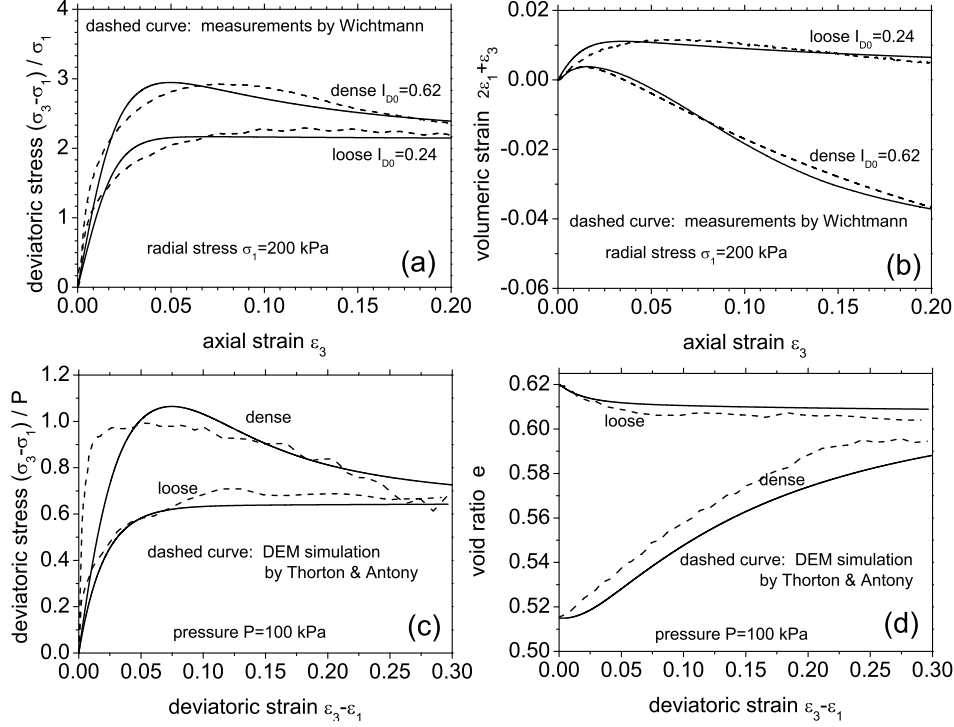 deviatoric stress (σ3-σ1) / σ1
4
3
2
1
0
dashed curve: measurements by Wichtmann
dense ID0=0.62
loose ID0=0.24
radial stress σ1=200 kPa
(a)
0.00 0.05 0.10 0.15 0.20
axial strain ε3
volumeric strain 2ε1+ε3
0.02
0.00
-0.02
-0.04
-0.06
loose ID0=0.24
dense ID0=0.62
dashed curve: measurements by Wichtmann
radial stress σ1=200 kPa
(b)
0.00 0.05 0.10 0.15 0.20
axial strain ε3
deviatoric stress (σ3-σ1) / P
1.2
1.0
0.8
0.6
0.4
0.2
0.0
dense
loose
dashed curve: DEM simulation
by Thorton & Antony
pressure P=100 kPa
(c)
0.00 0.05 0.10 0.15 0.20 0.25 0.30
deviatoric strain ε3-ε1
void ratio e
0.62
0.60
0.58
0.56
0.54
0.52
0.50
loose
dense
dashed curve: DEM simulation
by Thorton & Antony
pressure P=100 kPa
(d)
0.00 0.05 0.10 0.15 0.20 0.25 0.30
deviatoric strain ε3-ε1